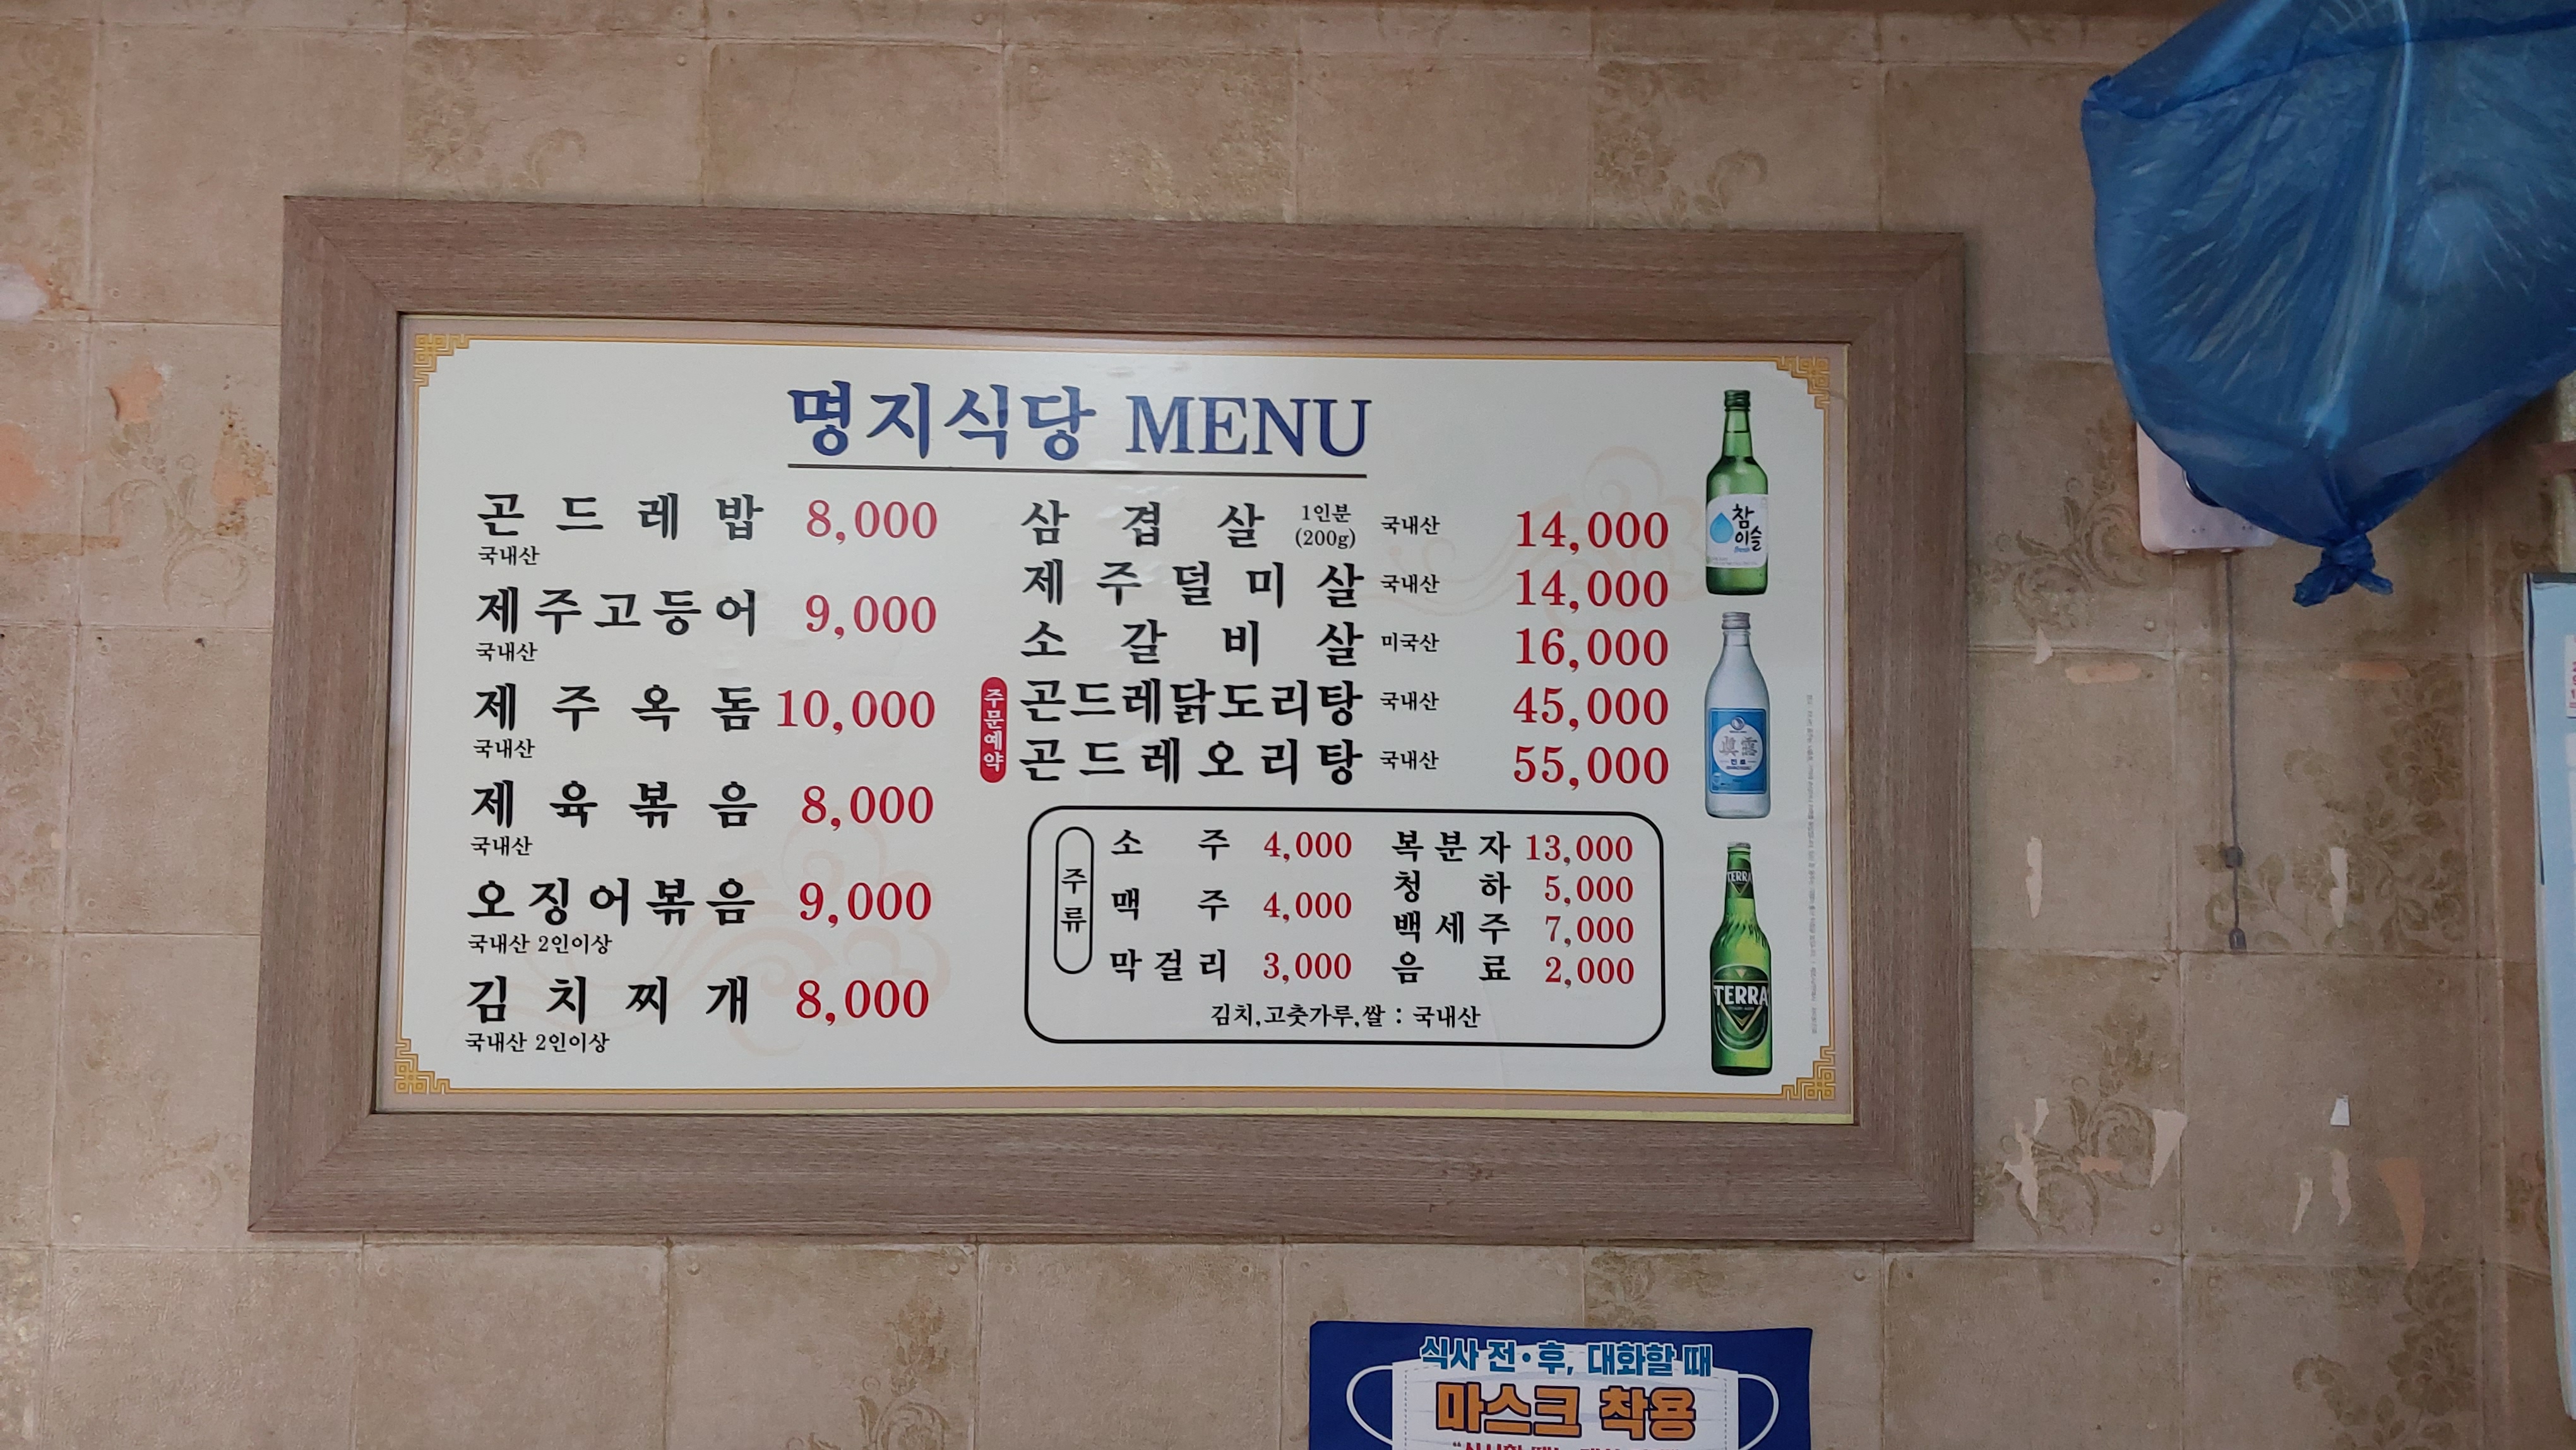 명지식당 MENU
곤드레밥 8,000
국내산
제주고등어 9,000
국내산
제주옥돔 10,000
국내산
제육볶음 8,000
국내산
오징어볶음 9,000
국내산 2인이상
김치찌개 8,000
국내산 2인이상
삼겹살 1인분 (200g) 국내산 14,000
제주덜미살 국내산 14,000
소갈비살 미국산 16,000
주문예약
곤드레닭도리탕 국내산 45,000
곤드레오리탕 국내산 55,000
주류
소주 4,000
맥주 4,000
막걸리 3,000
복분자 13,000
청하 5,000
백세주 7,000
음료 2,000
김치,고춧가루,쌀 : 국내산
참
이슬
fresh
眞露
진로
TERRA
TERRA
식사 전·후, 대화할 때
마스크 착용